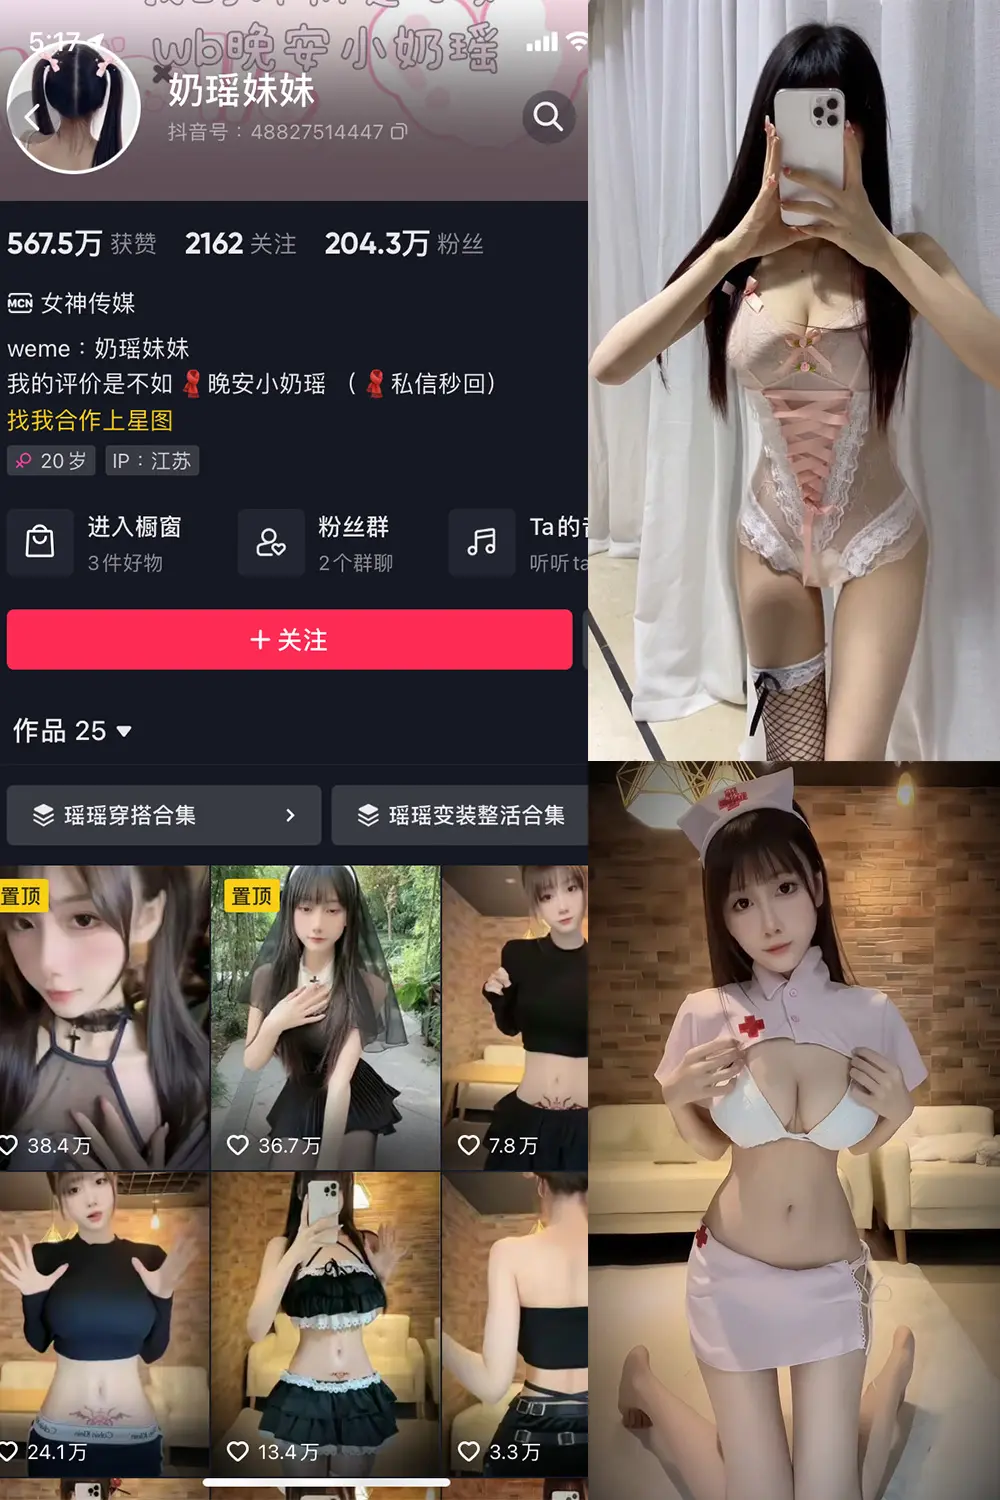 wb晚安小奶瑶
5:17
奶瑶妹妹
抖音号：48827514447
567.5万 获赞 2162 关注 204.3万 粉丝
MCN 女神传媒
weme：奶瑶妹妹
我的评价是不如 晚安小奶瑶 （ 私信秒回）
找我合作上星图
20岁 IP：江苏
进入橱窗 粉丝群 Ta的
3件好物 2个群聊 听听ta
＋关注
作品 25
瑶瑶穿搭合集 瑶瑶变装整活合集
置顶 置顶
38.4万 36.7万 7.8万
Calvin Klein
24.1万 13.4万 3.3万